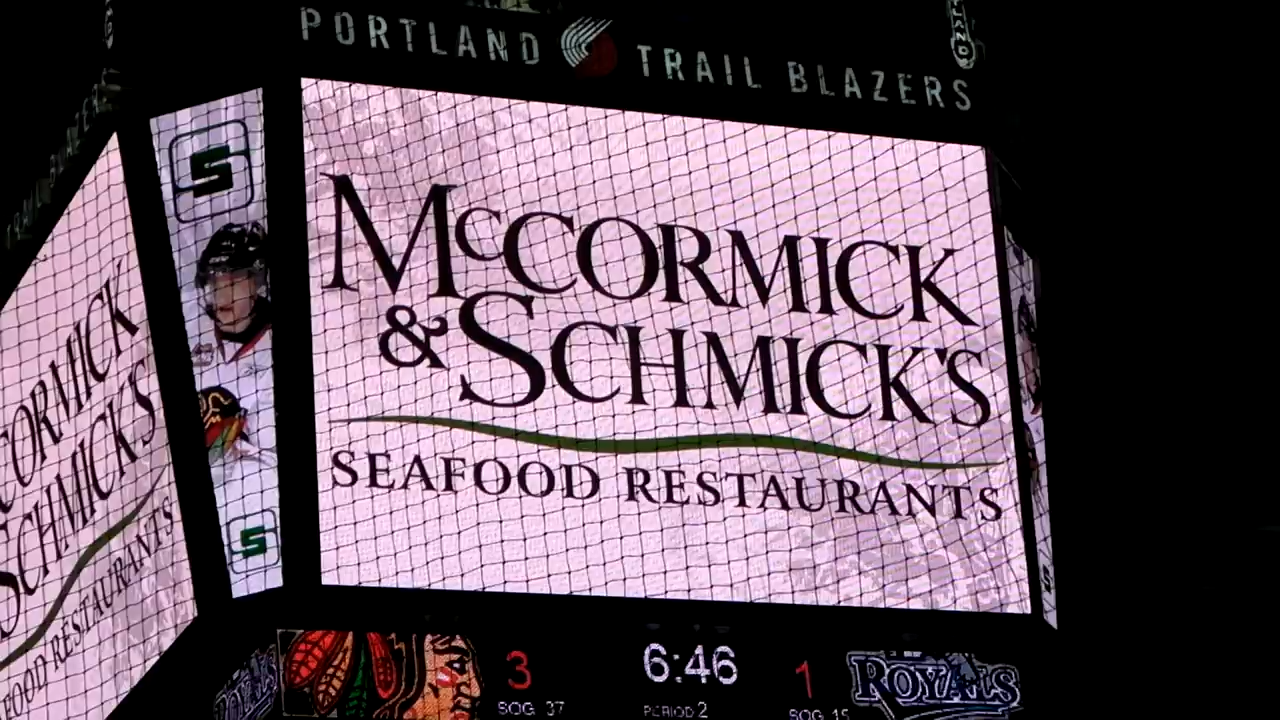 PORTLAND TRAIL BLAZERS
S
McCORMICK
& SCHMICK'S
SEAFOOD RESTAURANTS
CORMICK
SCHMICK'S
FOOD RESTAURANTS
S
S
3 6:46 1 ROYALS
SOG 37 PERIOD 2 SOG 15
ROYALS